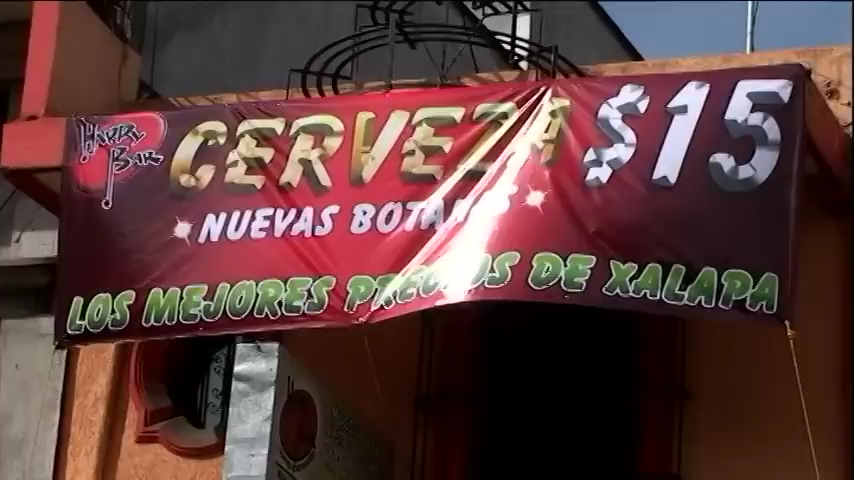 HAPPY BAR
CERVEZA $15
NUEVAS BOTANAS
LOS MEJORES PRECIOS DE XALAPA